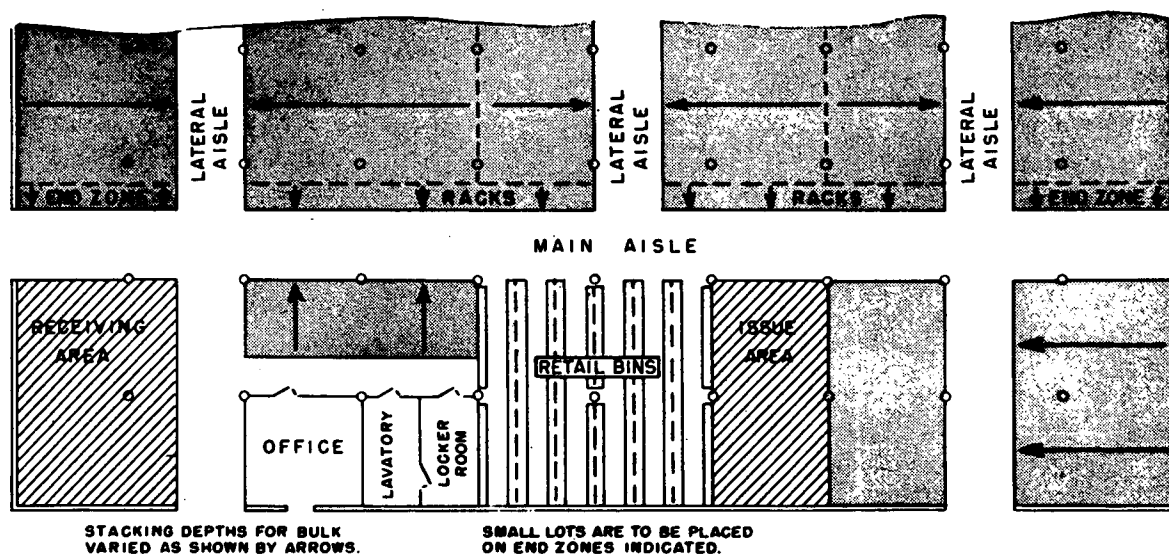 LATERAL
AISLE
LATERAL
AISLE
LATERAL
AISLE
END ZONE
RACKS
RACKS
END ZONE
MAIN AISLE
RECEIVING
AREA
ISSUE
AREA
RETAIL BINS
OFFICE
LAVATORY
LOCKER
ROOM
STACKING DEPTHS FOR BULK
VARIED AS SHOWN BY ARROWS.
SMALL LOTS ARE TO BE PLACED
ON END ZONES INDICATED.